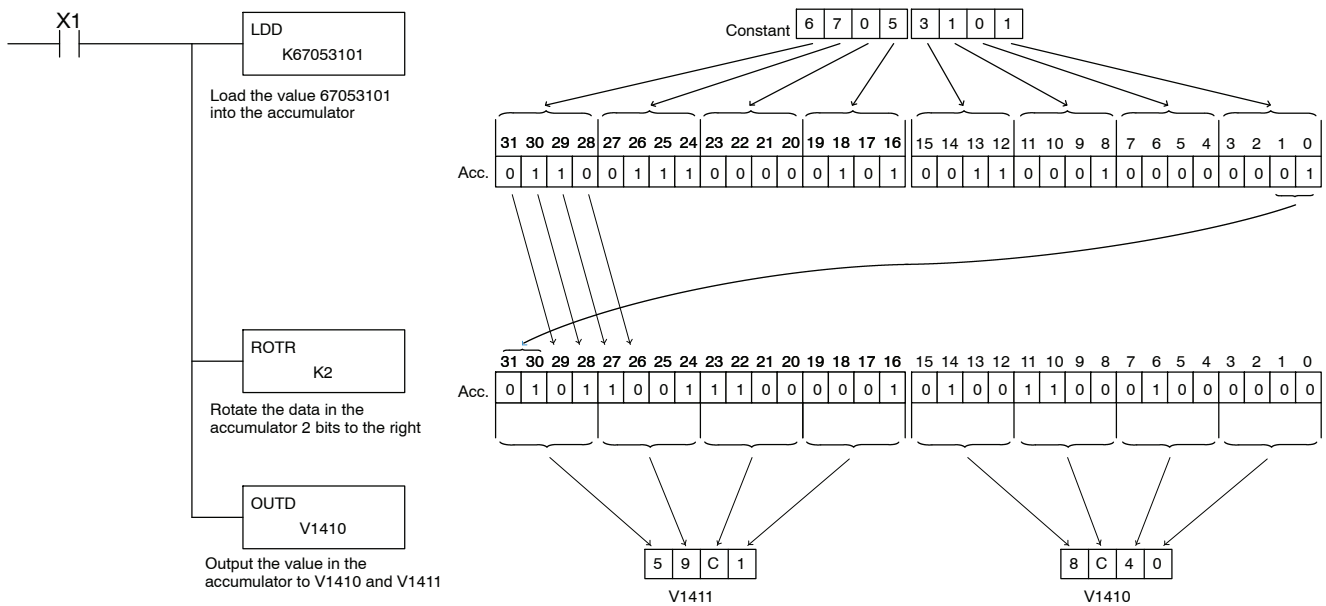 X1
LDD
K67053101
Load the value 67053101
into the accumulator
Constant 6 7 0 5 3 1 0 1
31 30 29 28 27 26 25 24 23 22 21 20 19 18 17 16 15 14 13 12 11 10 9 8 7 6 5 4 3 2 1 0
Acc. 0 1 1 0 0 1 1 1 0 0 0 0 0 1 0 1 0 0 1 1 0 0 0 1 0 0 0 0 0 0 0 1
ROTR
K2
Rotate the data in the
accumulator 2 bits to the right
31 30 29 28 27 26 25 24 23 22 21 20 19 18 17 16 15 14 13 12 11 10 9 8 7 6 5 4 3 2 1 0
Acc. 0 1 0 1 1 0 0 1 1 1 0 0 0 0 0 1 0 1 0 0 1 1 0 0 0 1 0 0 0 0 0 0
OUTD
V1410
Output the value in the
accumulator to V1410 and V1411
5 9 C 1
V1411
8 C 4 0
V1410